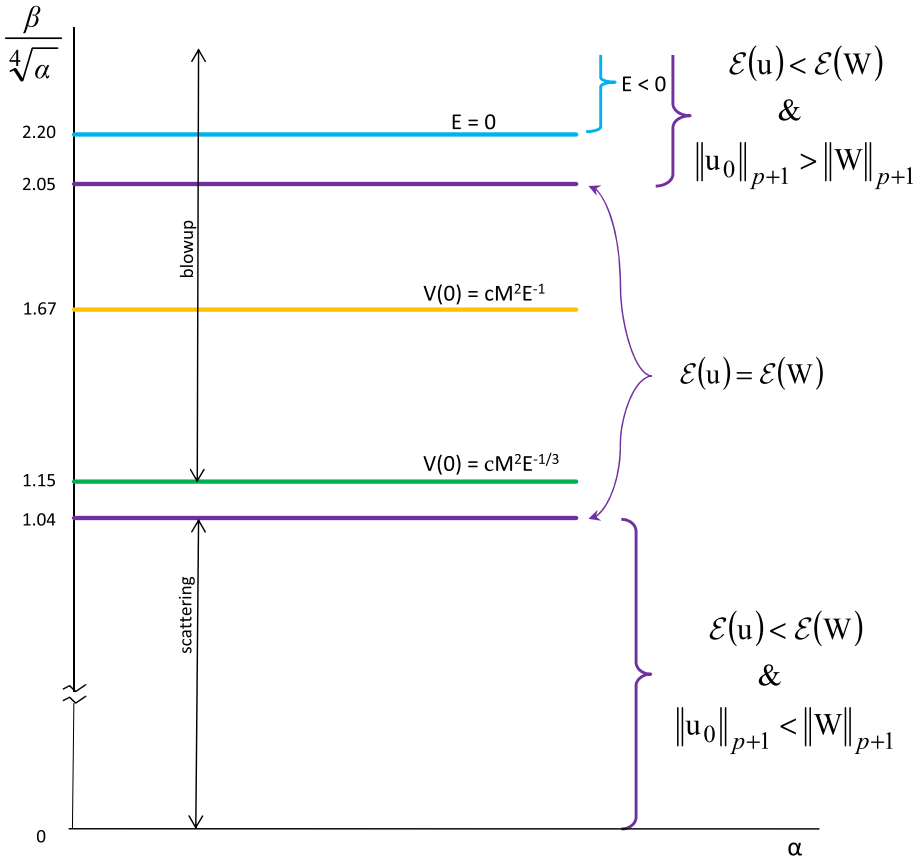 β
∜α
E < 0
ℰ(u) < ℰ(W)
&
‖u₀‖ₚ₊₁ > ‖W‖ₚ₊₁
E = 0
2.20
2.05
blowup
V(0) = cM²E⁻¹
1.67
ℰ(u) = ℰ(W)
V(0) = cM²E⁻¹ᐟ³
1.15
1.04
scattering
ℰ(u) < ℰ(W)
&
‖u₀‖ₚ₊₁ < ‖W‖ₚ₊₁
0
α